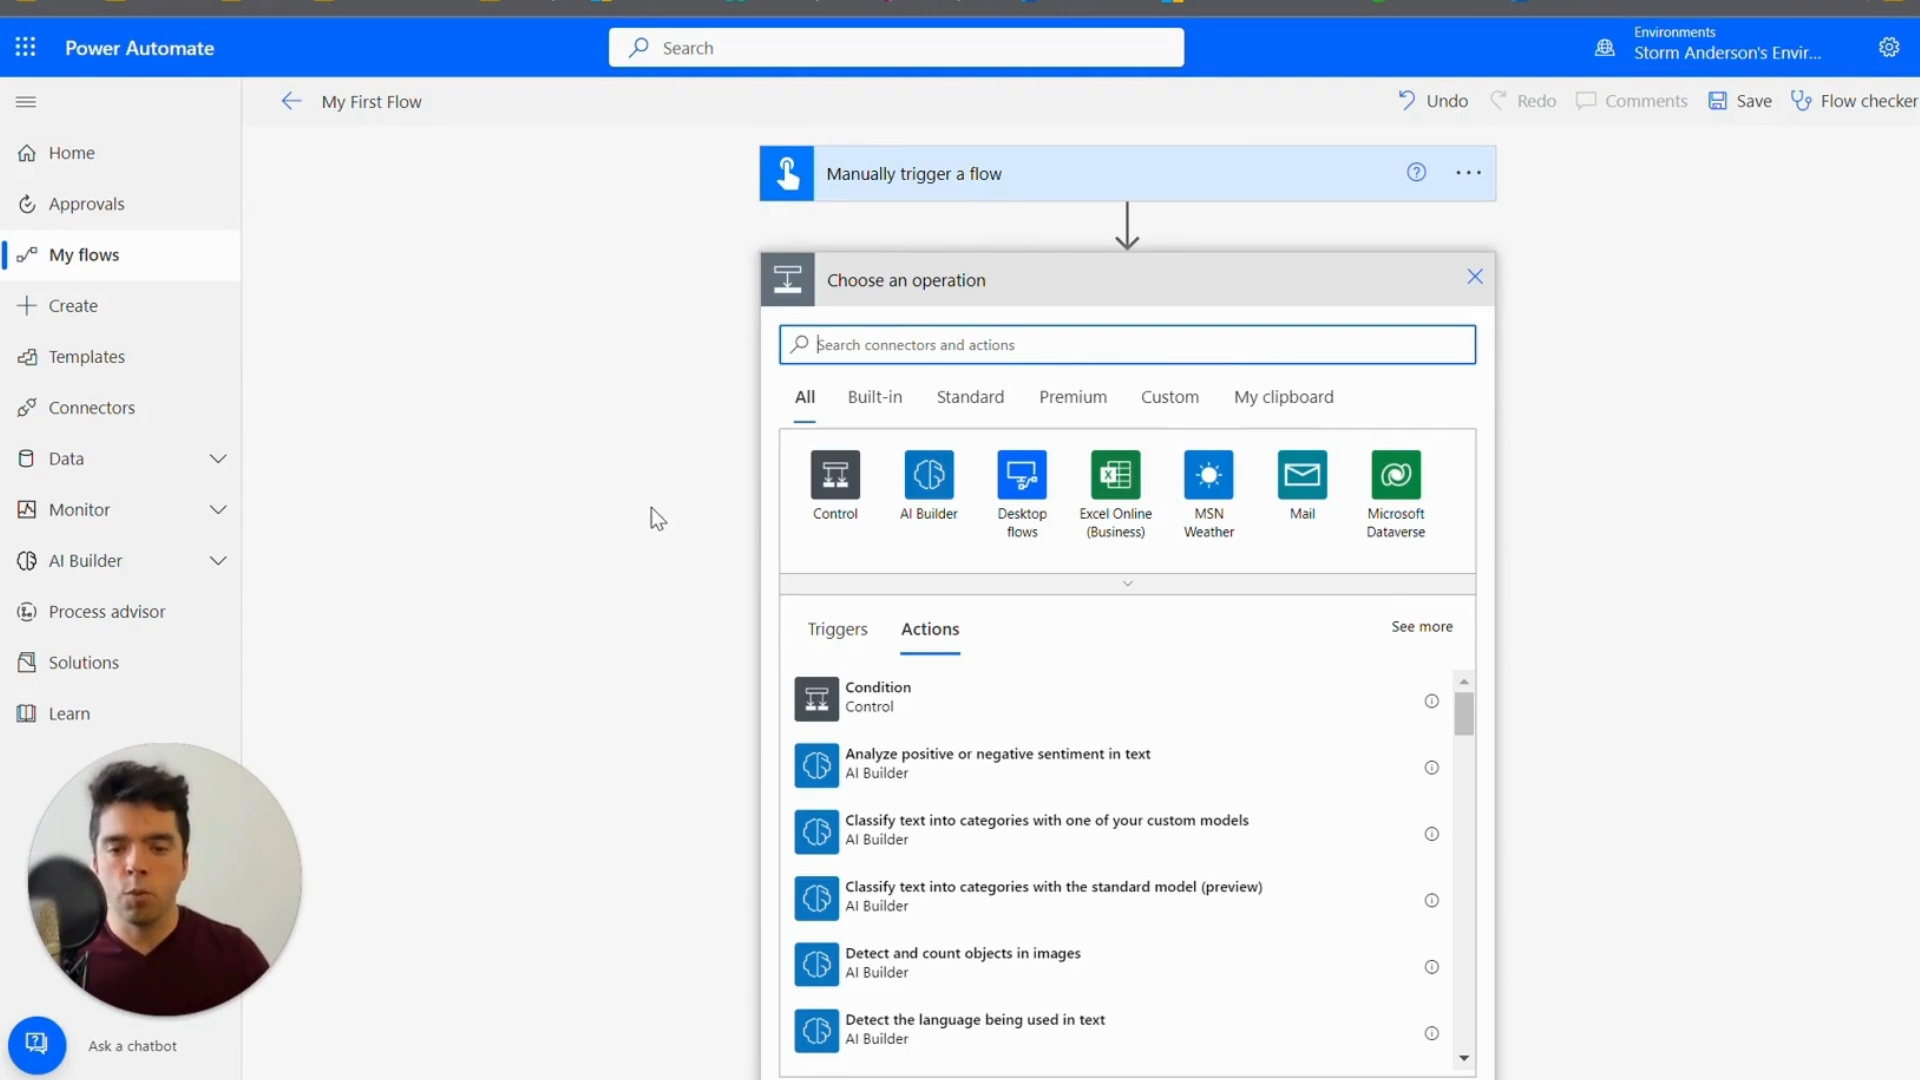 Power Automate
Search
Environments
Storm Anderson's Envir...
My First Flow
Undo
Redo
Comments
Save
Flow checker
Home
Approvals
My flows
Create
Templates
Connectors
Data
Monitor
AI Builder
Process advisor
Solutions
Learn
Ask a chatbot
Manually trigger a flow
Choose an operation
Search connectors and actions
All
Built-in
Standard
Premium
Custom
My clipboard
Control
AI Builder
Desktop
flows
Excel Online
(Business)
MSN
Weather
Mail
Microsoft
Dataverse
Triggers
Actions
See more
Condition
Control
Analyze positive or negative sentiment in text
AI Builder
Classify text into categories with one of your custom models
AI Builder
Classify text into categories with the standard model (preview)
AI Builder
Detect and count objects in images
AI Builder
Detect the language being used in text
AI Builder